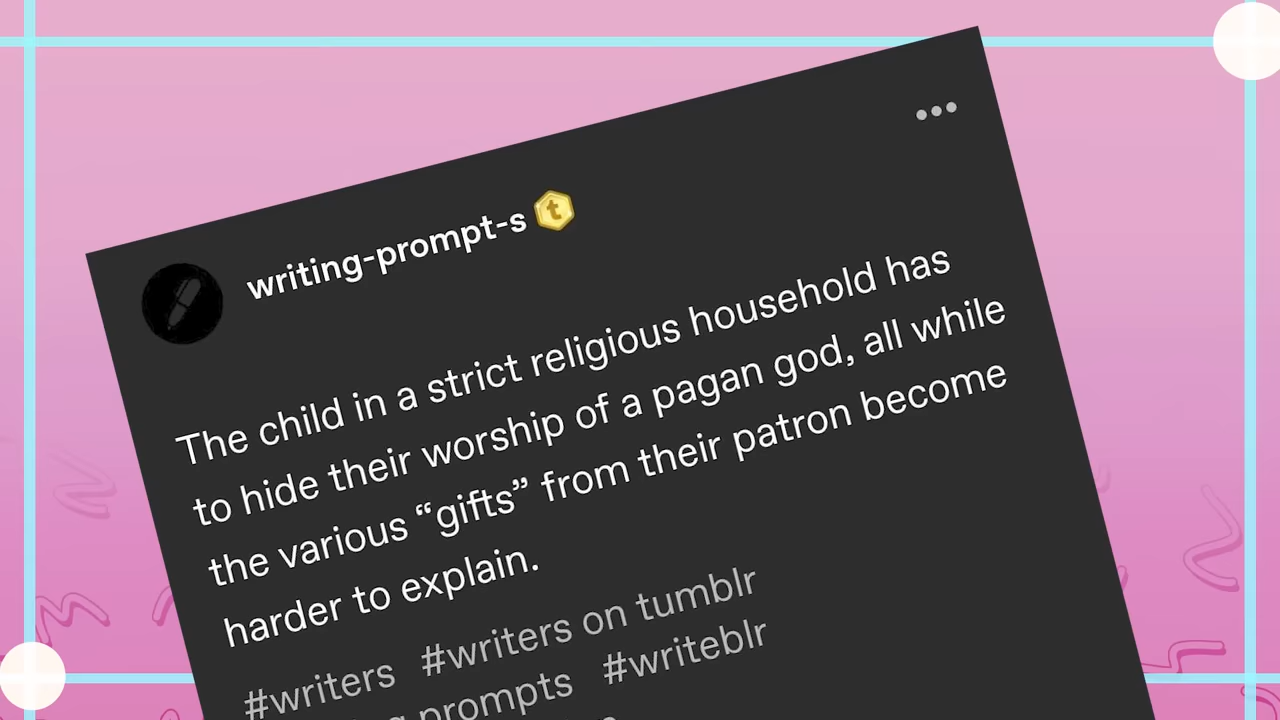 writing-prompt-s
The child in a strict religious household has
to hide their worship of a pagan god, all while
the various “gifts” from their patron become
harder to explain.
#writers #writers on tumblr
prompts #writeblr